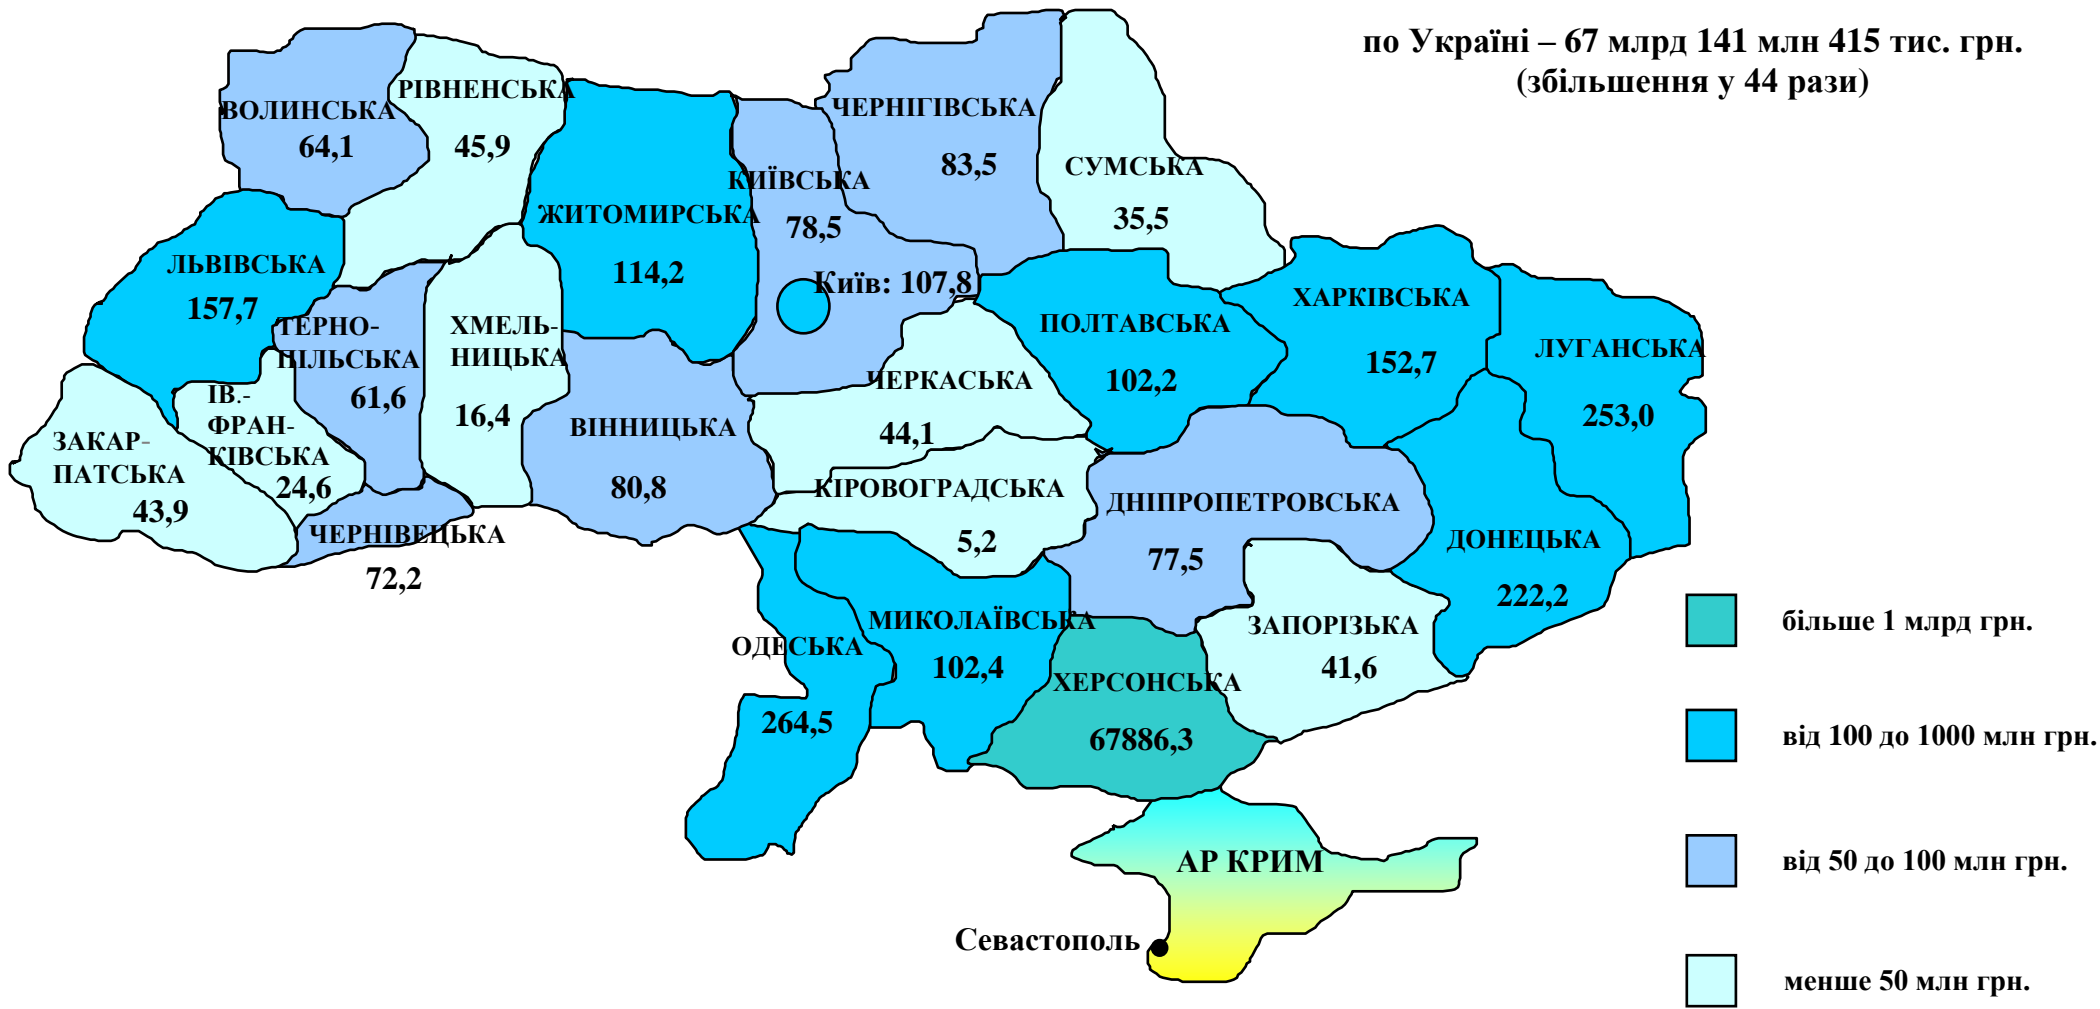 по Україні – 67 млрд 141 млн 415 тис. грн.
(збільшення у 44 рази)
ВОЛИНСЬКА
64,1
РІВНЕНСЬКА
45,9
ЖИТОМИРСЬКА
114,2
КИЇВСЬКА
78,5
Київ: 107,8
ЧЕРНІГІВСЬКА
83,5
СУМСЬКА
35,5
ЛЬВІВСЬКА
157,7
ТЕРНО-
ПІЛЬСЬКА
61,6
ХМЕЛЬ-
НИЦЬКА
16,4
ІВ.-
ФРАН-
КІВСЬКА
24,6
ЗАКАР-
ПАТСЬКА
43,9
ЧЕРНІВЕЦЬКА
72,2
ВІННИЦЬКА
80,8
ЧЕРКАСЬКА
44,1
КІРОВОГРАДСЬКА
5,2
ПОЛТАВСЬКА
102,2
ХАРКІВСЬКА
152,7
ЛУГАНСЬКА
253,0
ДНІПРОПЕТРОВСЬКА
77,5
ДОНЕЦЬКА
222,2
ЗАПОРІЗЬКА
41,6
ОДЕСЬКА
264,5
МИКОЛАЇВСЬКА
102,4
ХЕРСОНСЬКА
67886,3
АР КРИМ
Севастополь
більше 1 млрд грн.
від 100 до 1000 млн грн.
від 50 до 100 млн грн.
менше 50 млн грн.